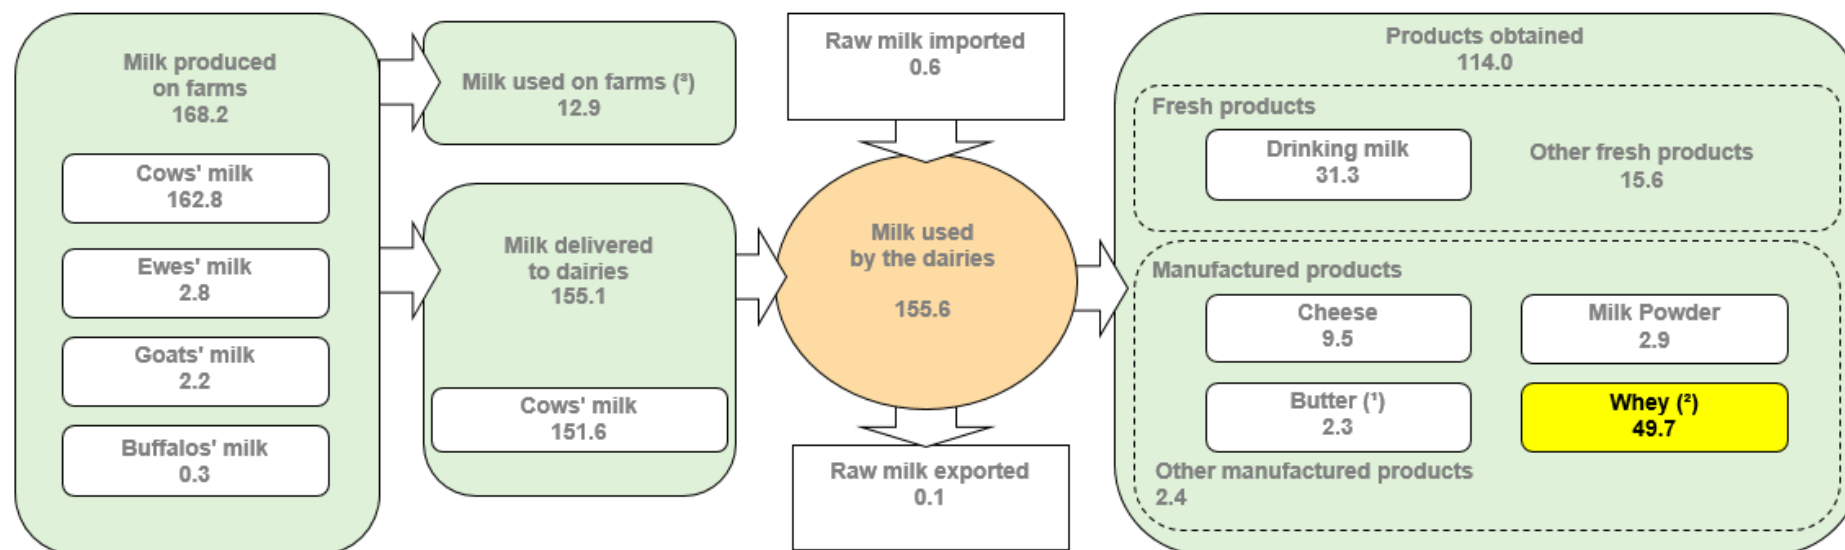 Milk produced
on farms
168.2
Cows' milk
162.8
Ewes' milk
2.8
Goats' milk
2.2
Buffalos' milk
0.3
Milk used on farms (³)
12.9
Milk delivered
to dairies
155.1
Cows' milk
151.6
Raw milk imported
0.6
Milk used
by the dairies
155.6
Raw milk exported
0.1
Products obtained
114.0
Fresh products
Drinking milk
31.3
Other fresh products
15.6
Manufactured products
Cheese
9.5
Milk Powder
2.9
Butter (¹)
2.3
Whey (²)
49.7
Other manufactured products
2.4